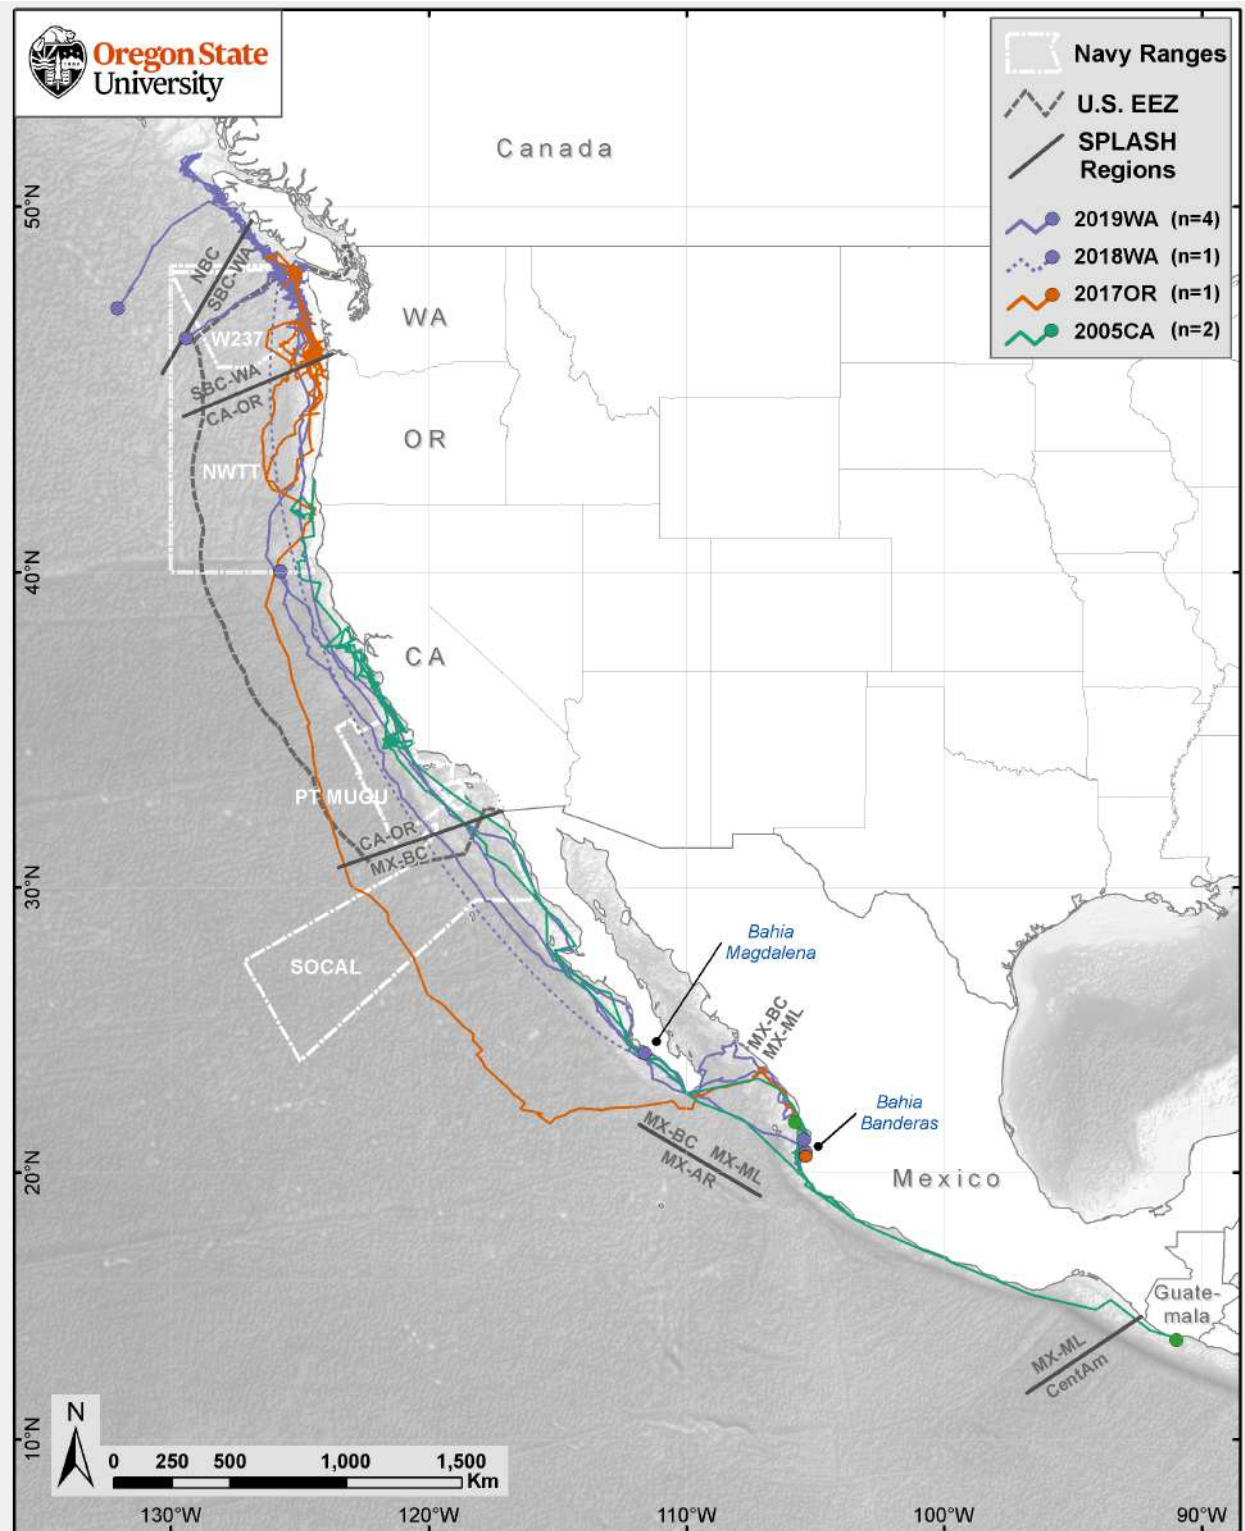 Oregon State
University
Navy Ranges
U.S. EEZ
SPLASH
Regions
2019WA (n=4)
2018WA (n=1)
2017OR (n=1)
2005CA (n=2)
Canada
50°N
NBC
SBC-WA
WA
W237
SBC-WA
CA-OR
OR
NWTT
40°N
CA
PT MUGU
CA-OR
MX-BC
30°N
SOCAL
Bahia
Magdalena
MX-BC
MX-ML
Bahia
Banderas
MX-BC MX-ML
MX-AR
20°N
Mexico
Guate-
mala
MX-ML
CentAm
N
10°N
0 250 500 1,000 1,500
Km
130°W 120°W 110°W 100°W 90°W